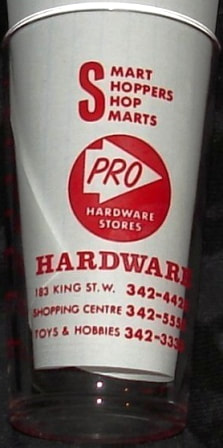 SMART
SHOPPERS
SHOP
SMARTS
PRO
HARDWARE
STORES
HARDWARE
183 KING ST. W. 342-442
SHOPPING CENTRE 342-555
TOYS & HOBBIES 342-333